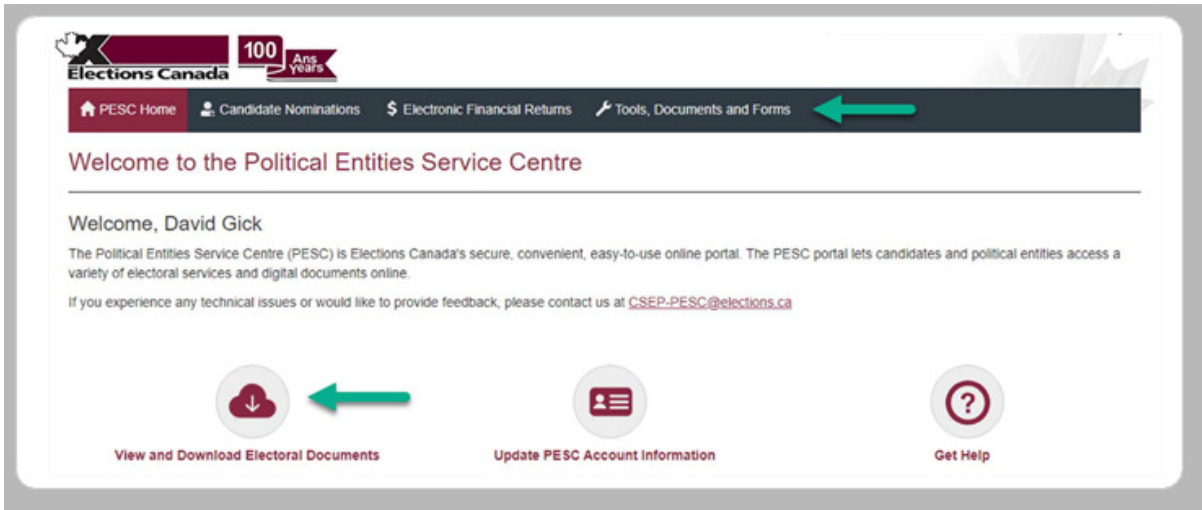 Elections Canada
100 Ans Years
PESC Home Candidate Nominations $ Electronic Financial Returns Tools, Documents and Forms
Welcome to the Political Entities Service Centre
Welcome, David Gick
The Political Entities Service Centre (PESC) is Elections Canada's secure, convenient, easy-to-use online portal. The PESC portal lets candidates and political entities access a
variety of electoral services and digital documents online.
If you experience any technical issues or would like to provide feedback, please contact us at CSEP-PESC@elections.ca
View and Download Electoral Documents Update PESC Account Information Get Help